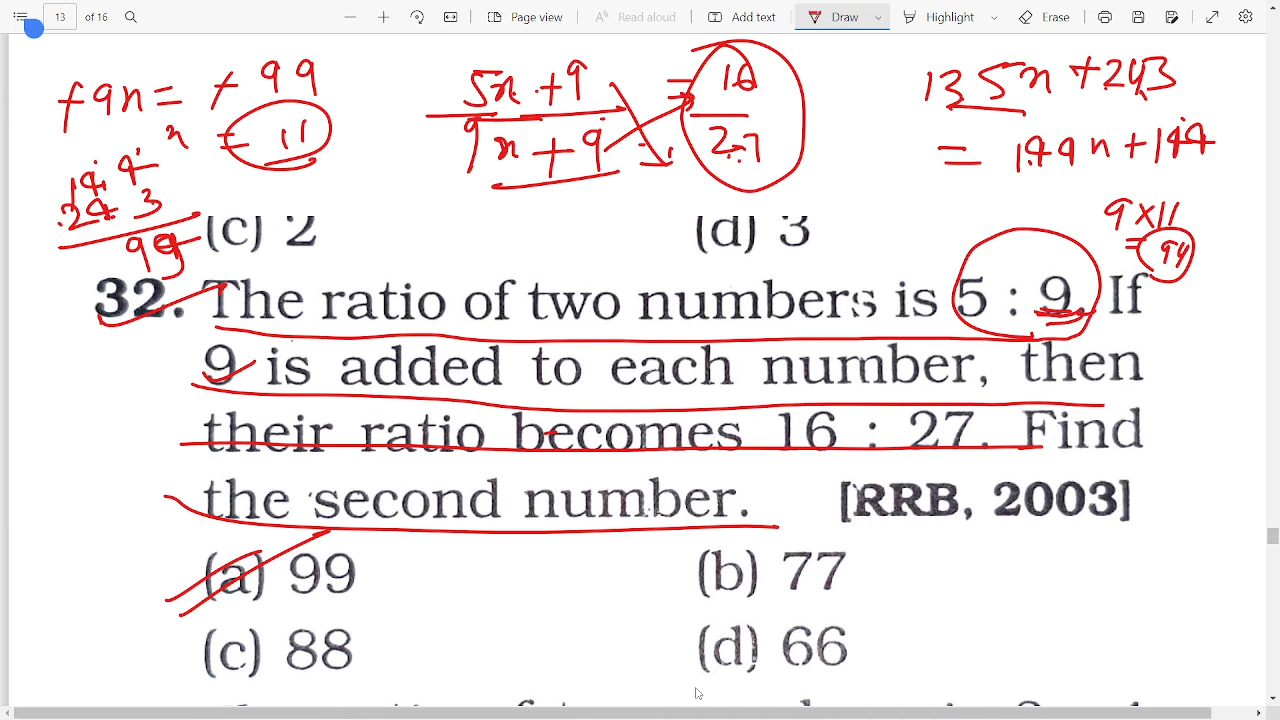 13 of 16
Page view
Read aloud
Add text
Draw
Highlight
Erase
+9x = +99
x = 11
144
243
99
5x + 9 = 16
9x + 9 27
135x + 243
= 144x + 144
9 x 11
= 99
(c) 2 (d) 3
32. The ratio of two numbers is 5 : 9. If
9 is added to each number, then
their ratio becomes 16 : 27. Find
the second number. [RRB, 2003]
(a) 99 (b) 77
(c) 88 (d) 66